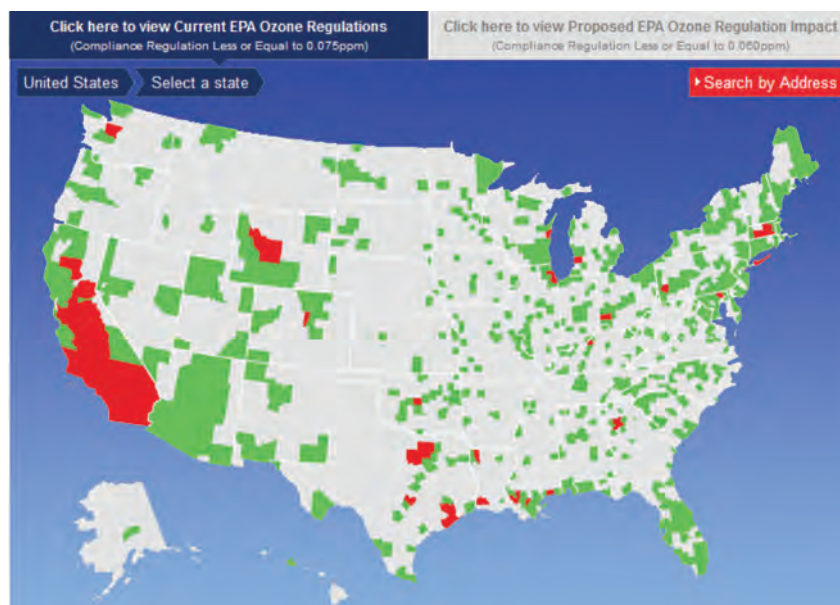 Click here to view Current EPA Ozone Regulations
(Compliance Regulation Less or Equal to 0.075ppm)
Click here to view Proposed EPA Ozone Regulation Impact
(Compliance Regulation Less or Equal to 0.060ppm)
United States
Select a state
Search by Address